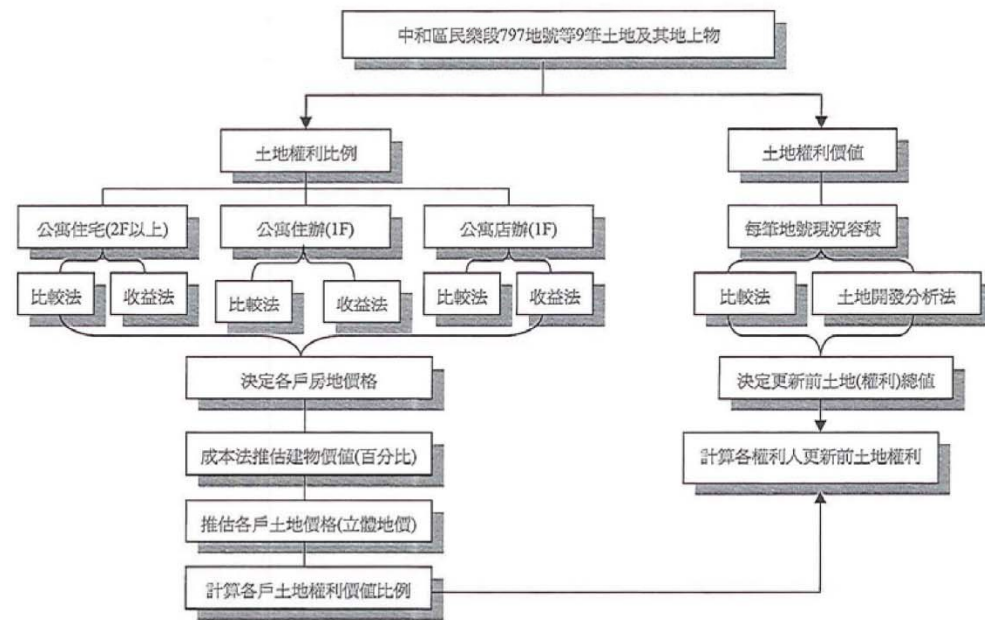 中和區民樂段797地號等9筆土地及其地上物
土地權利比例
土地權利價值
公寓住宅(2F以上)
公寓住辦(1F)
公寓店辦(1F)
每筆地號現況容積
比較法
收益法
比較法
收益法
比較法
收益法
比較法
土地開發分析法
決定各戶房地價格
決定更新前土地(權利)總值
成本法推估建物價值(百分比)
計算各權利人更新前土地權利
推估各戶土地價格(立體地價)
計算各戶土地權利價值比例